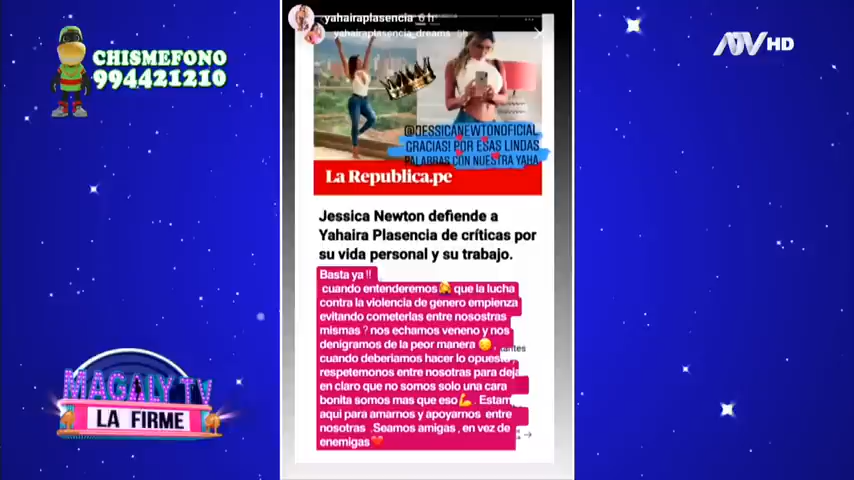 yahairaplasencia 6 h
yahairaplasencia_dreams 6h
CHISMEFONO
994421210
ATV HD
@JESSICANEWTONOFICIAL
GRACIAS! POR ESAS LINDAS
PALABRAS CON NUESTRA YAHA
La Republica.pe
Jessica Newton defiende a
Yahaira Plasencia de críticas por
su vida personal y su trabajo.
Basta ya !!
cuando entenderemos que la lucha
contra la violencia de genero empienza
evitando cometerlas entre nosostras
mismas ? nos echamos veneno y nos
denigramos de la peor manera
cuando deberiamos hacer lo opuesto
respetemonos entre nosotras para deja
en claro que no somos solo una cara
bonita somos mas que eso . Estam
aqui para amarnos y apoyarnos entre
nosotras .Seamos amigas , en vez de
enemigas
MAGALY TV
LA FIRME